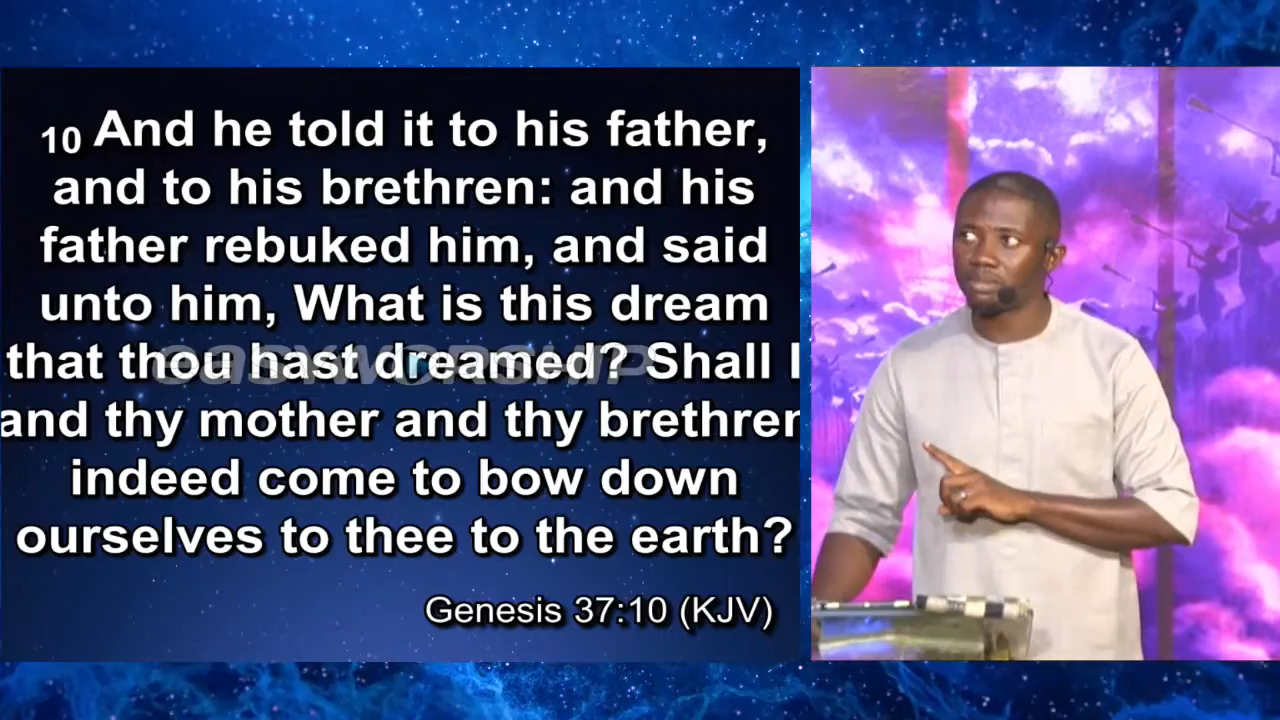 10 And he told it to his father,
and to his brethren: and his
father rebuked him, and said
unto him, What is this dream
that thou hast dreamed? Shall I
and thy mother and thy brethren
indeed come to bow down
ourselves to thee to the earth?
easyworship
Genesis 37:10 (KJV)